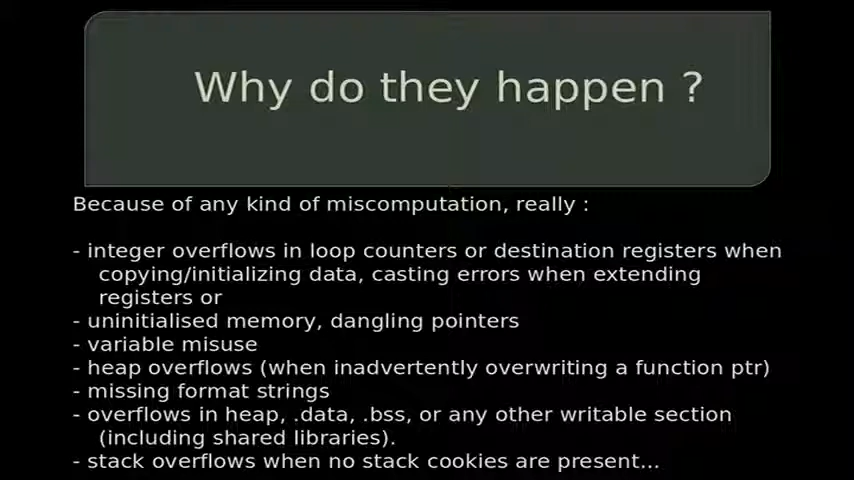 Why do they happen ?
Because of any kind of miscomputation, really :
- integer overflows in loop counters or destination registers when
copying/initializing data, casting errors when extending
registers or
- uninitialised memory, dangling pointers
- variable misuse
- heap overflows (when inadvertently overwriting a function ptr)
- missing format strings
- overflows in heap, .data, .bss, or any other writable section
(including shared libraries).
- stack overflows when no stack cookies are present...